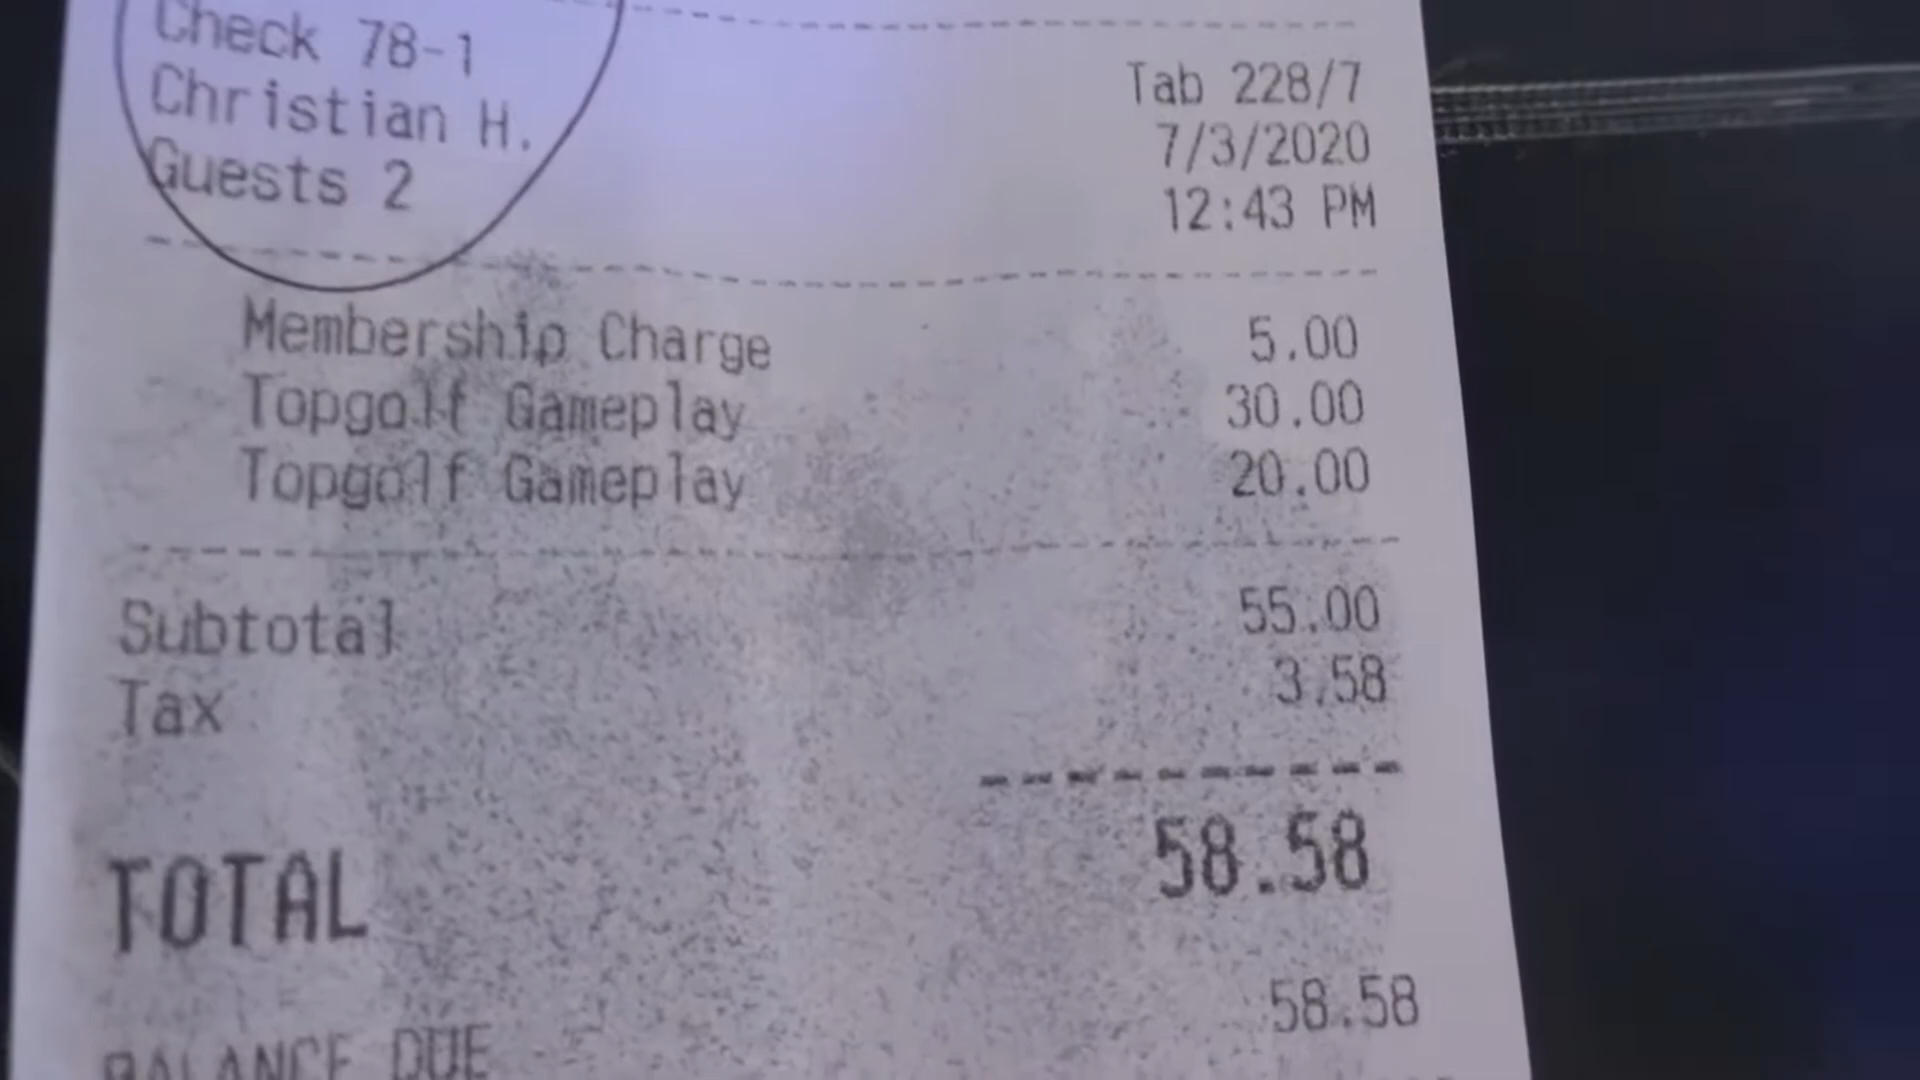 Check 78-1
Christian H.
Guests 2
Tab 228/7
7/3/2020
12:43 PM
Membership Charge 5.00
Topgolf Gameplay 30.00
Topgolf Gameplay 20.00
Subtotal 55.00
Tax 3.58
TOTAL 58.58
BALANCE DUE 58.58